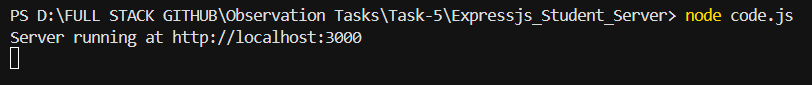 PS D:\FULL STACK GITHUB\Observation Tasks\Task-5\Expressjs_Student_Server> node code.js
Server running at http://localhost:3000